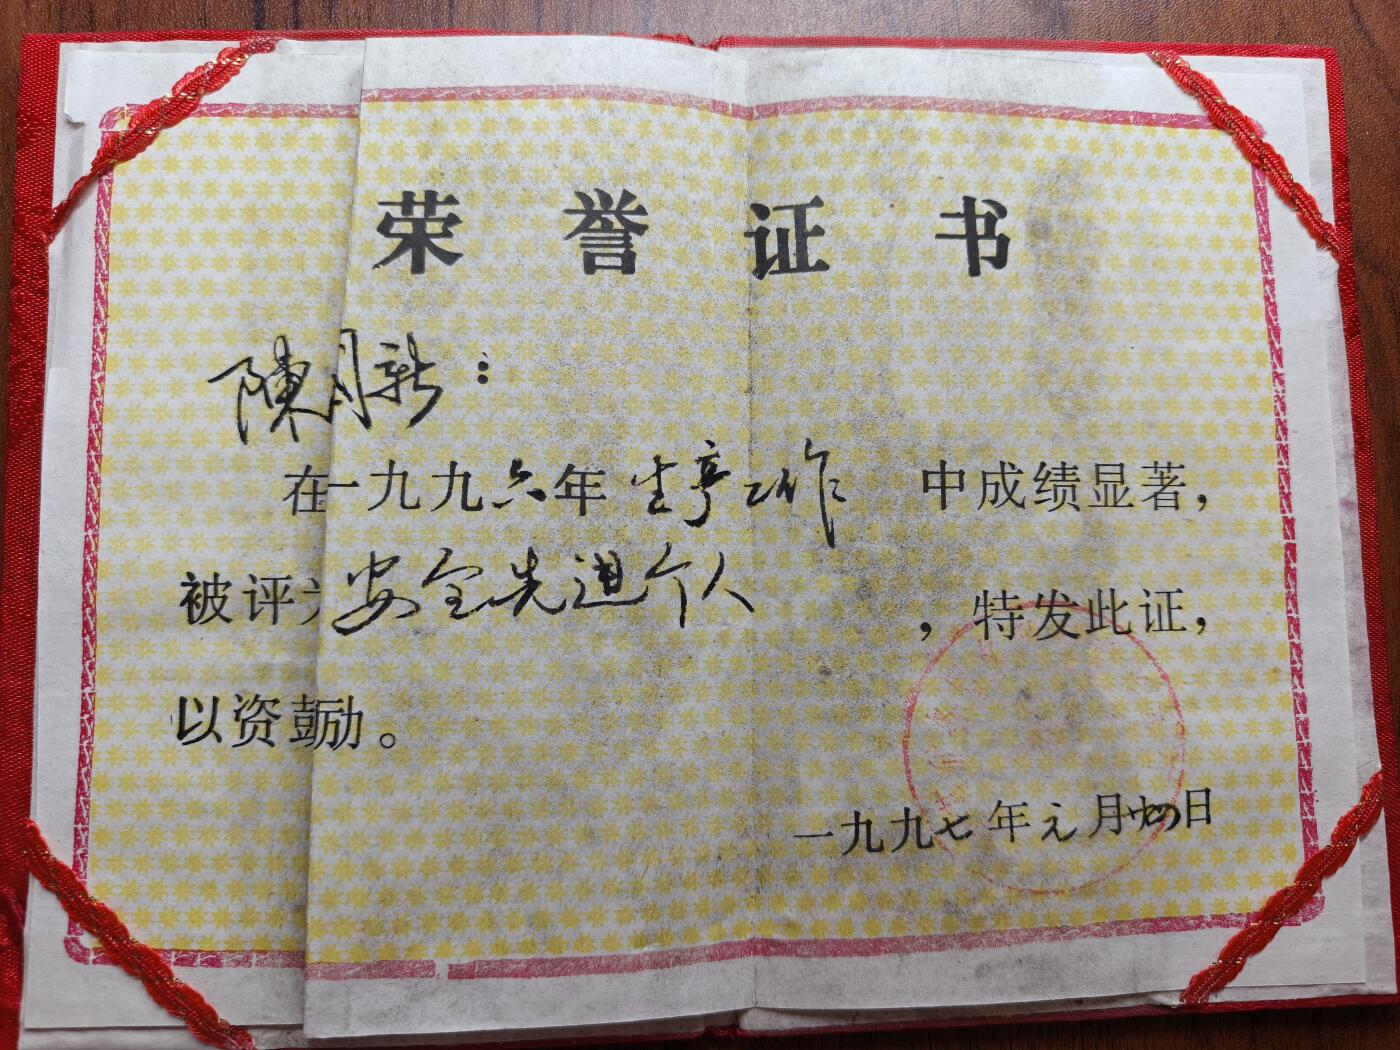 荣誉证书
陳月新：
在一九九六年生产工作 中成绩显著，
被评为安全先进个人 ，特发此证，
以资鼓励。
一九九七年元月廿四日